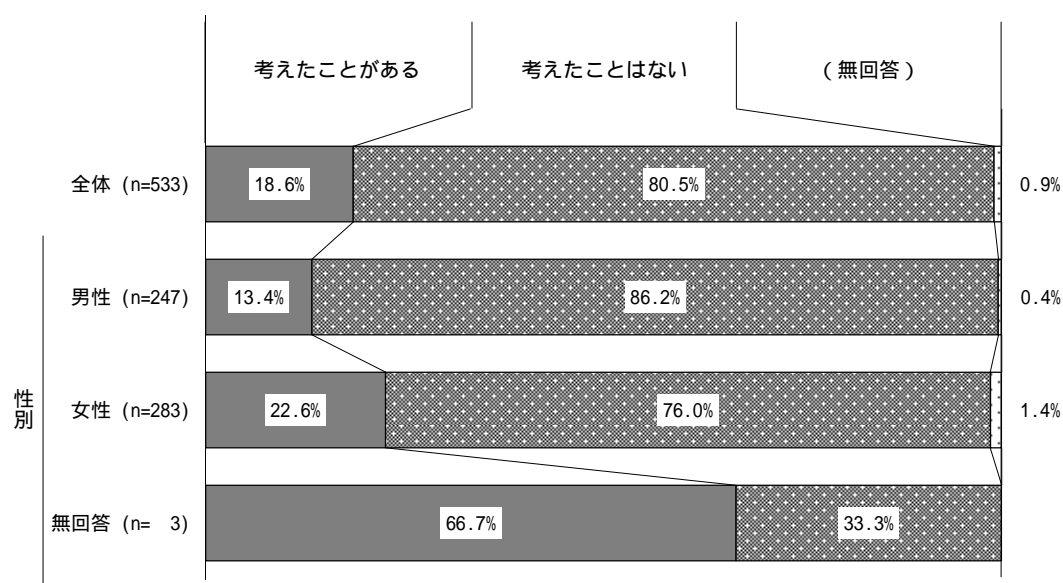 考えたことがある 考えたことはない (無回答)
全体 (n=533) 18.6% 80.5% 0.9%
男性 (n=247) 13.4% 86.2% 0.4%
性別
女性 (n=283) 22.6% 76.0% 1.4%
無回答 (n=  3) 66.7% 33.3%